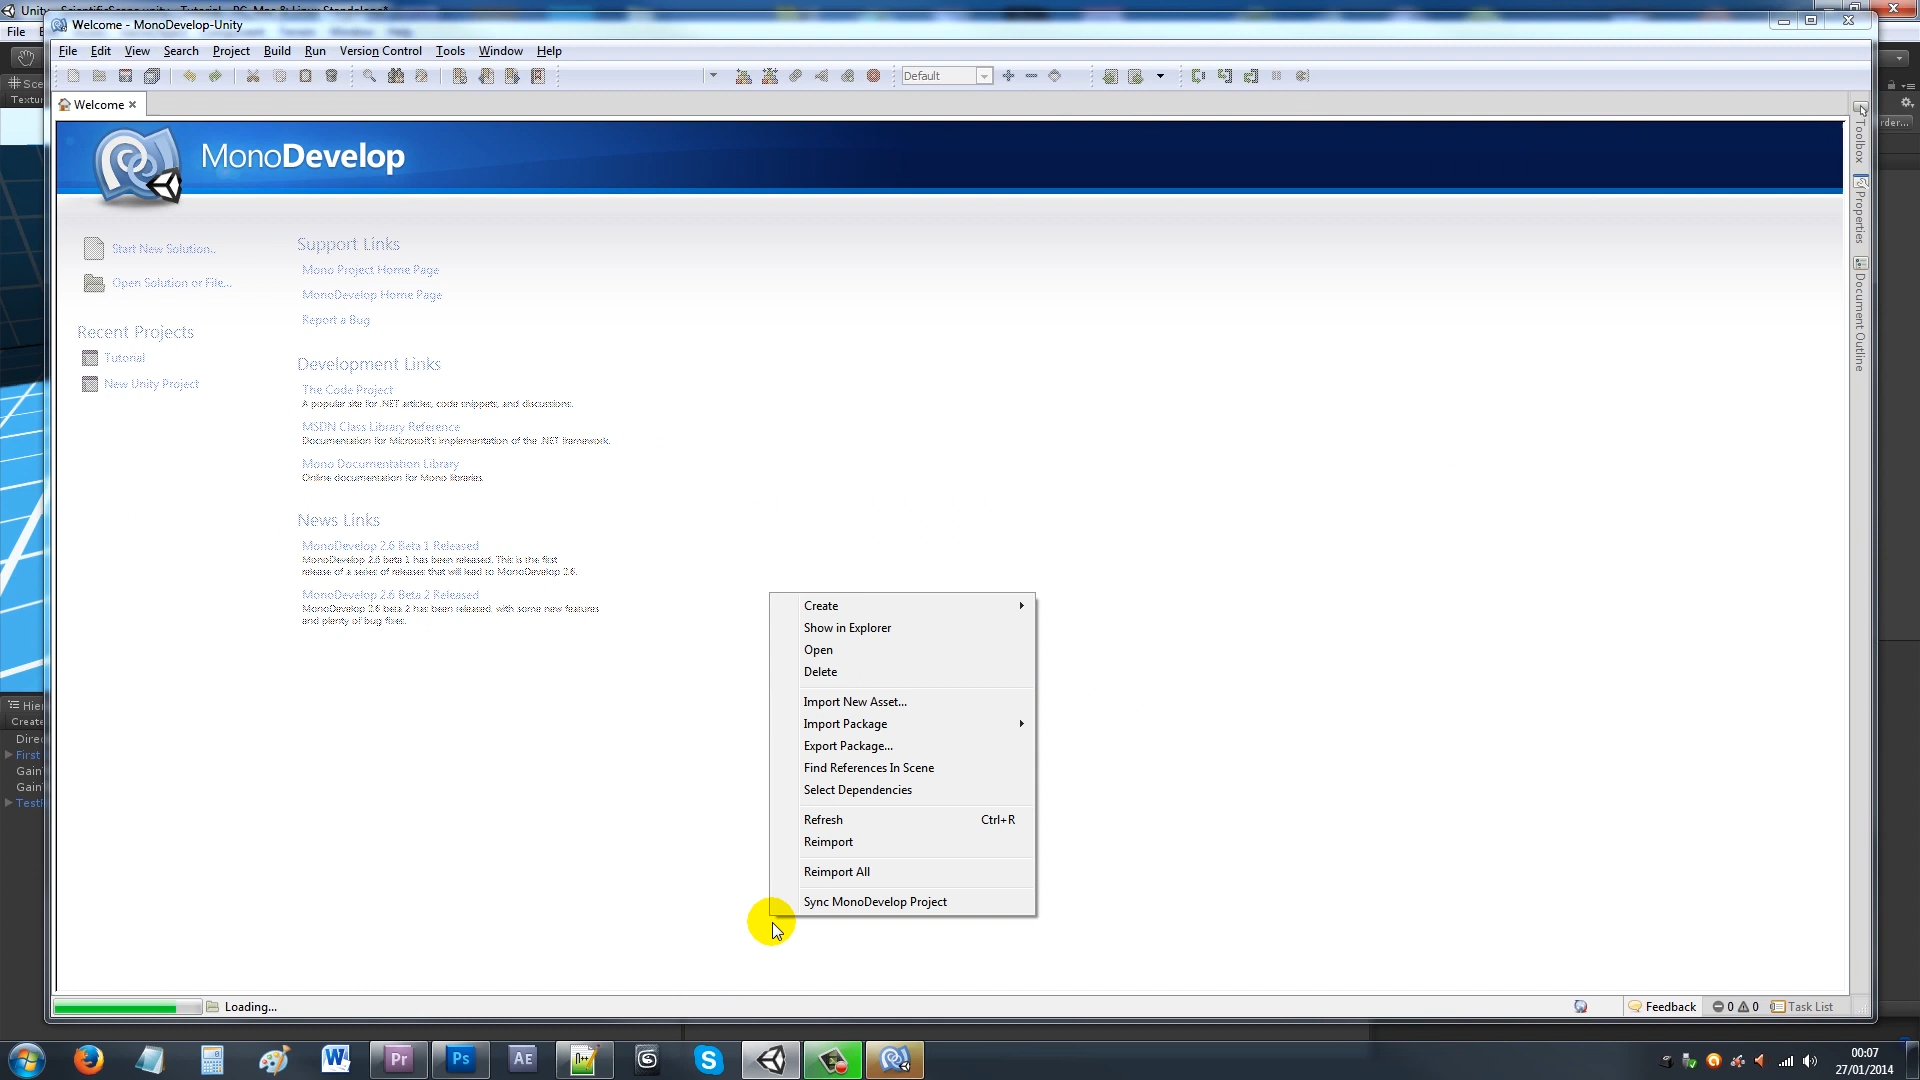 Welcome - MonoDevelop-Unity
File
File Edit View Search Project Build Run Version Control Tools Window Help
Default
Welcome
MonoDevelop
Start New Solution..
Open Solution or File...
Recent Projects
Tutorial
New Unity Project
Support Links
Mono Project Home Page
MonoDevelop Home Page
Report a Bug
Development Links
The Code Project
A popular site for .NET articles, code snippets, and discussions.
MSDN Class Library Reference
Documentation for Microsoft's implementation of the .NET framework.
Mono Documentation Library
Online documentation for Mono libraries.
News Links
MonoDevelop 2.6 Beta 1 Released
MonoDevelop 2.6 beta 1 has been released. This is the first
release of a series of releases that will lead to MonoDevelop 2.6.
MonoDevelop 2.6 Beta 2 Released
MonoDevelop 2.6 beta 2 has been released, with some new features
and plenty of bug fixes.
Create
Show in Explorer
Open
Delete
Import New Asset...
Import Package
Export Package...
Find References In Scene
Select Dependencies
Refresh Ctrl+R
Reimport
Reimport All
Sync MonoDevelop Project
Toolbox
Properties
Document Outline
Create
First
Gain
Gain
Loading...
Feedback 0 0 Task List
Pr Ps AE
00:07
27/01/2014